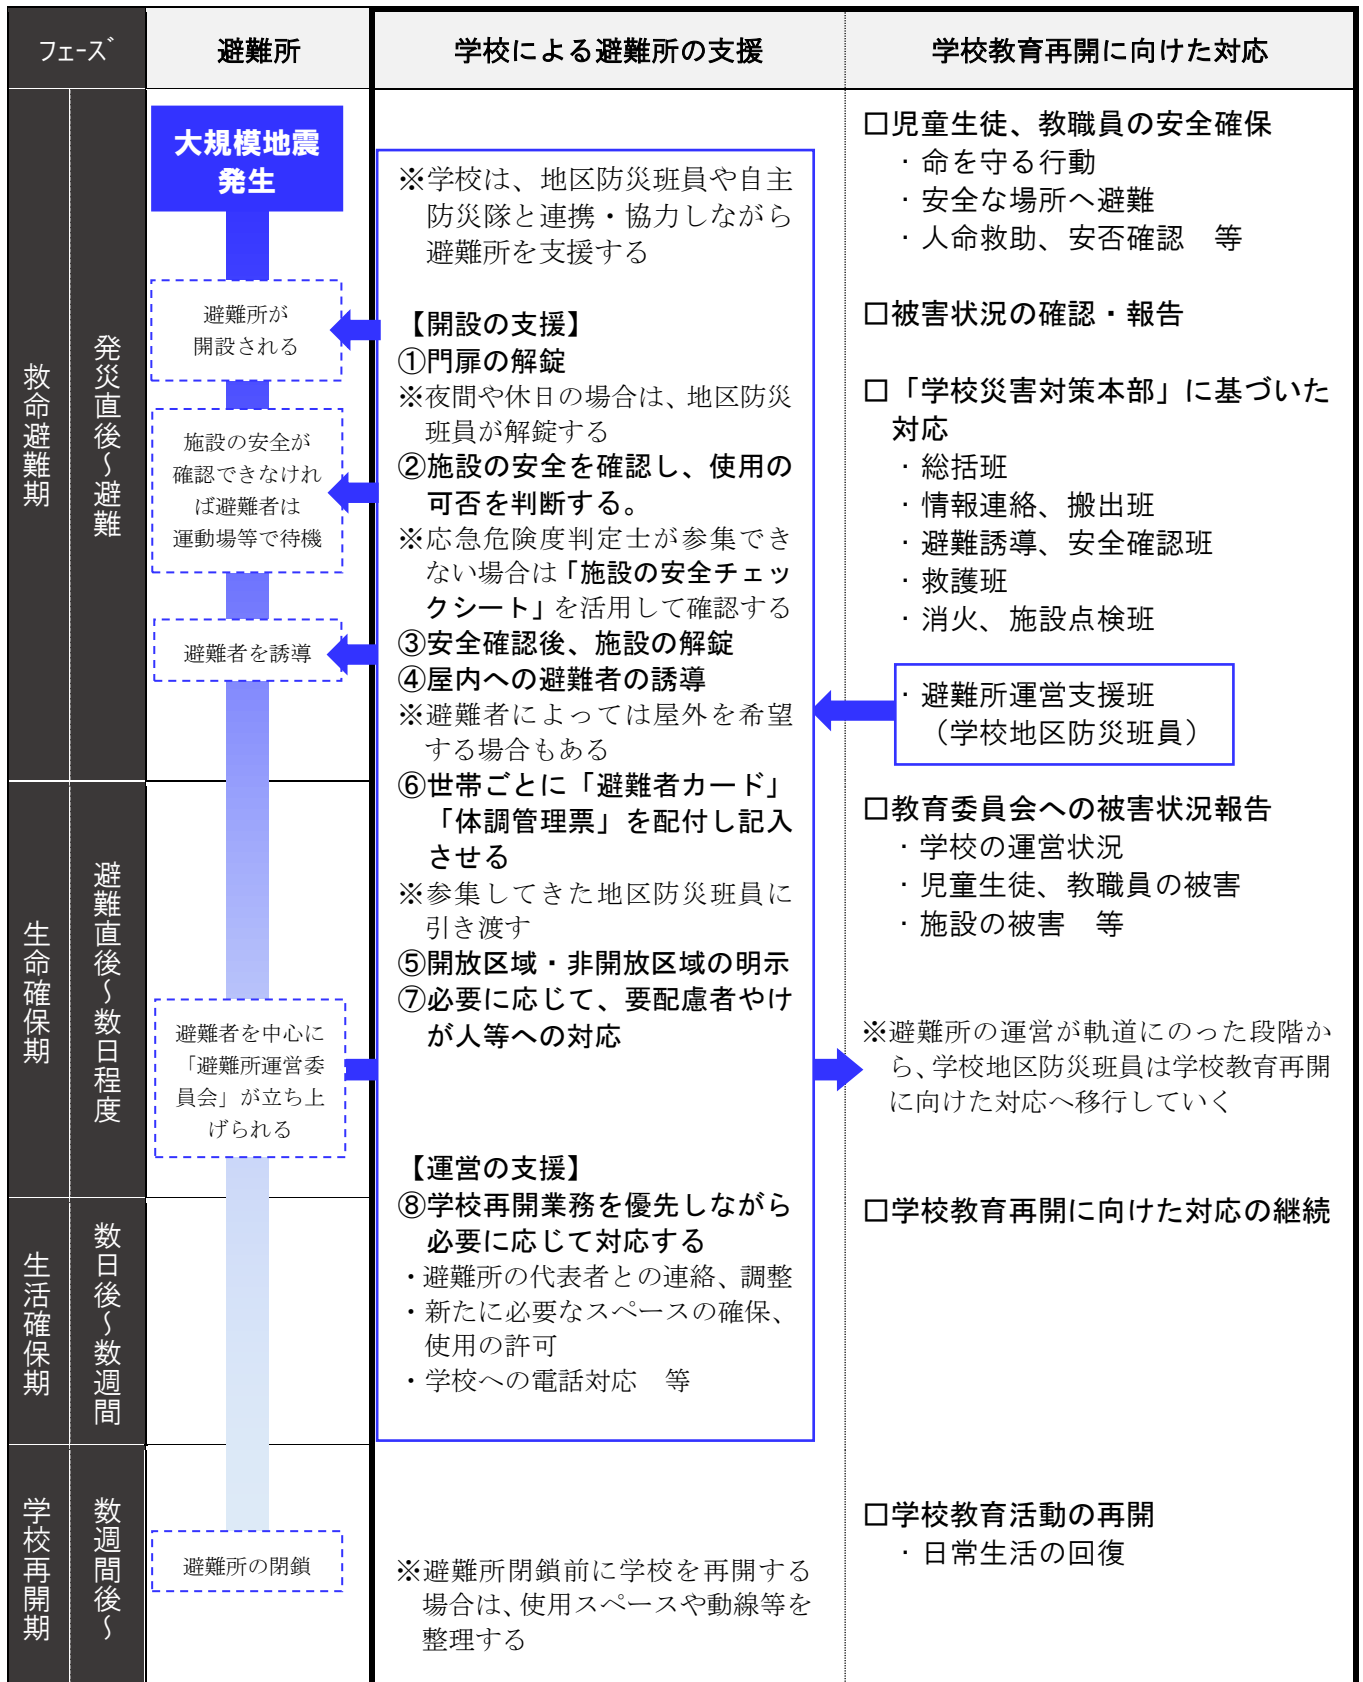 フェーズ
避難所
学校による避難所の支援
学校教育再開に向けた対応
救命避難期
発災直後～避難
大規模地震
発生
避難所が
開設される
施設の安全が
確認できなけれ
ば避難者は
運動場等で待機
避難者を誘導
※学校は、地区防災班員や自主
防災隊と連携・協力しながら
避難所を支援する
【開設の支援】
①門扉の解錠
※夜間や休日の場合は、地区防災
班員が解錠する
②施設の安全を確認し、使用の
可否を判断する。
※応急危険度判定士が参集でき
ない場合は「施設の安全チェッ
クシート」を活用して確認する
③安全確認後、施設の解錠
④屋内への避難者の誘導
※避難者によっては屋外を希望
する場合もある
⑥世帯ごとに「避難者カード」
「体調管理票」を配付し記入
させる
※参集してきた地区防災班員に
引き渡す
⑤開放区域・非開放区域の明示
⑦必要に応じて、要配慮者やけ
が人等への対応
□児童生徒、教職員の安全確保
・命を守る行動
・安全な場所へ避難
・人命救助、安否確認　等
□被害状況の確認・報告
□「学校災害対策本部」に基づいた
対応
・総括班
・情報連絡、搬出班
・避難誘導、安全確認班
・救護班
・消火、施設点検班
・避難所運営支援班
（学校地区防災班員）
生命確保期
避難直後～数日程度
避難者を中心に
「避難所運営委
員会」が立ち上
げられる
□教育委員会への被害状況報告
・学校の運営状況
・児童生徒、教職員の被害
・施設の被害　等
※避難所の運営が軌道にのった段階か
ら、学校地区防災班員は学校教育再開
に向けた対応へ移行していく
【運営の支援】
⑧学校再開業務を優先しながら
必要に応じて対応する
・避難所の代表者との連絡、調整
・新たに必要なスペースの確保、
使用の許可
・学校への電話対応　等
生活確保期
数日後～数週間
□学校教育再開に向けた対応の継続
学校再開期
数週間後～
避難所の閉鎖
※避難所閉鎖前に学校を再開する
場合は、使用スペースや動線等を
整理する
□学校教育活動の再開
・日常生活の回復